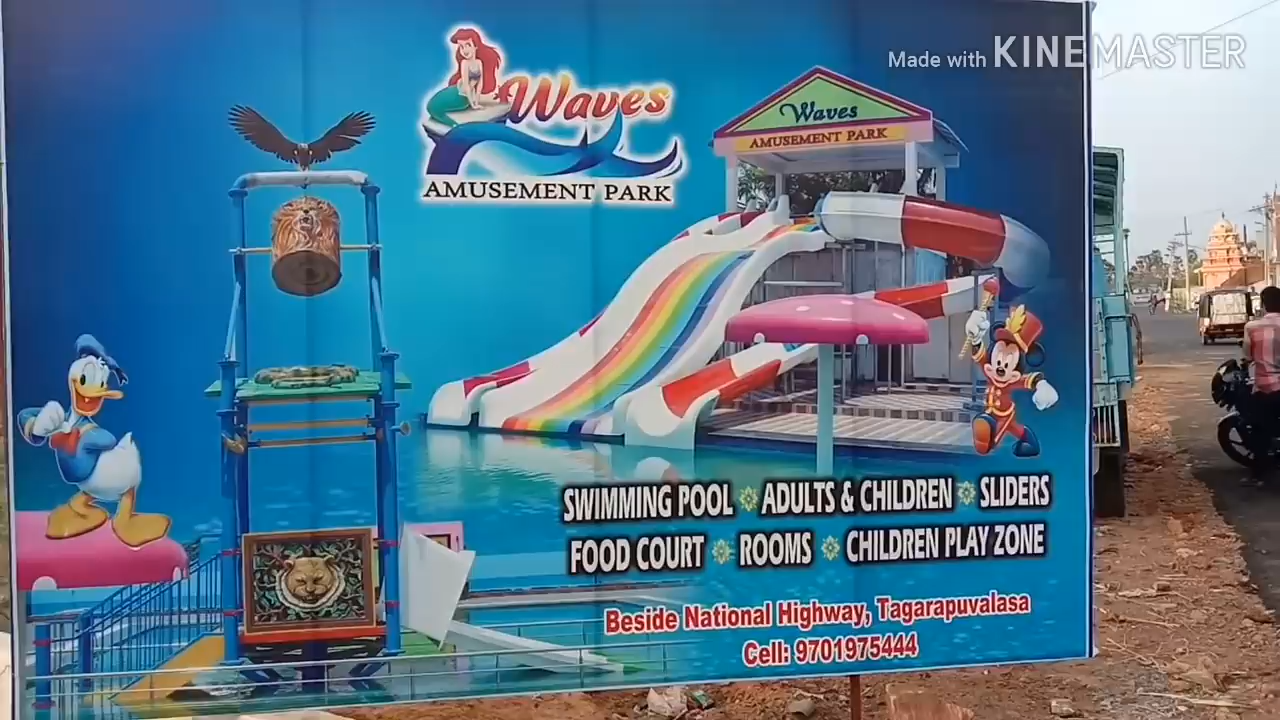 Made with KINEMASTER
Waves
AMUSEMENT PARK
Waves
AMUSEMENT PARK
SWIMMING POOL ADULTS & CHILDREN SLIDERS
FOOD COURT ROOMS CHILDREN PLAY ZONE
Beside National Highway, Tagarapuvalasa
Cell: 9701975444